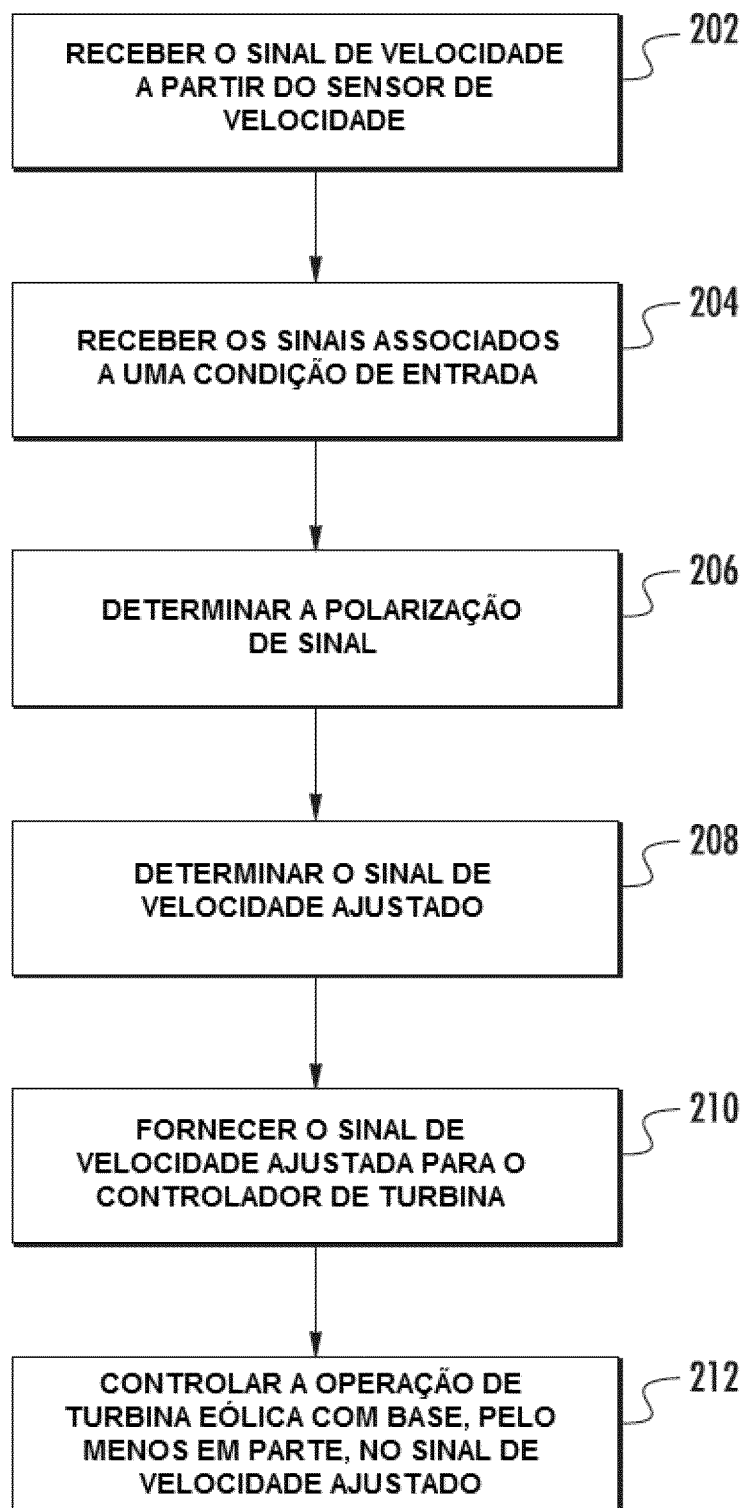 RECEBER O SINAL DE VELOCIDADE
A PARTIR DO SENSOR DE
VELOCIDADE
202
RECEBER OS SINAIS ASSOCIADOS
A UMA CONDIÇÃO DE ENTRADA
204
DETERMINAR A POLARIZAÇÃO
DE SINAL
206
DETERMINAR O SINAL DE
VELOCIDADE AJUSTADO
208
FORNECER O SINAL DE
VELOCIDADE AJUSTADA PARA O
CONTROLADOR DE TURBINA
210
CONTROLAR A OPERAÇÃO DE
TURBINA EÓLICA COM BASE, PELO
MENOS EM PARTE, NO SINAL DE
VELOCIDADE AJUSTADO
212